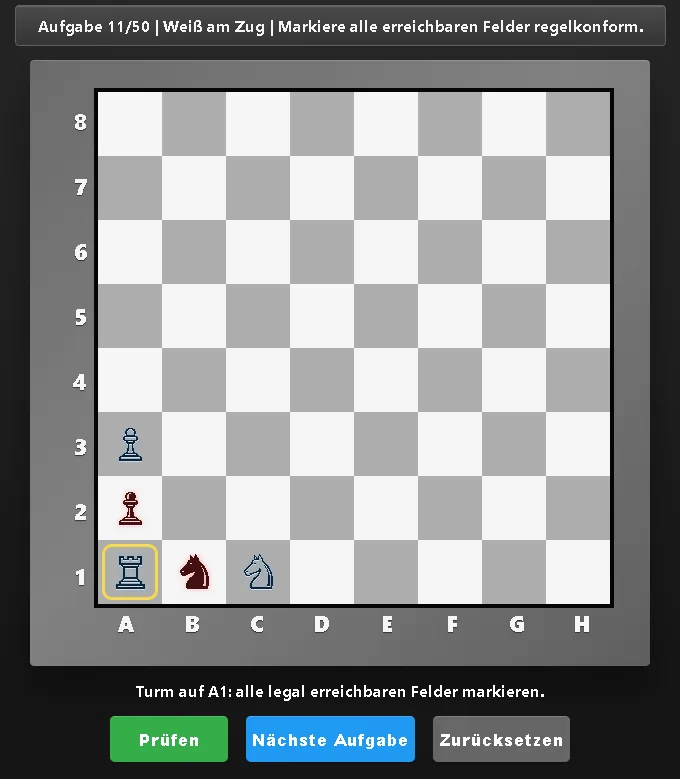 Aufgabe 11/50 | Weiß am Zug | Markiere alle erreichbaren Felder regelkonform.
8
7
6
5
4
3
2
1
A B C D E F G H
Turm auf A1: alle legal erreichbaren Felder markieren.
Prüfen Nächste Aufgabe Zurücksetzen